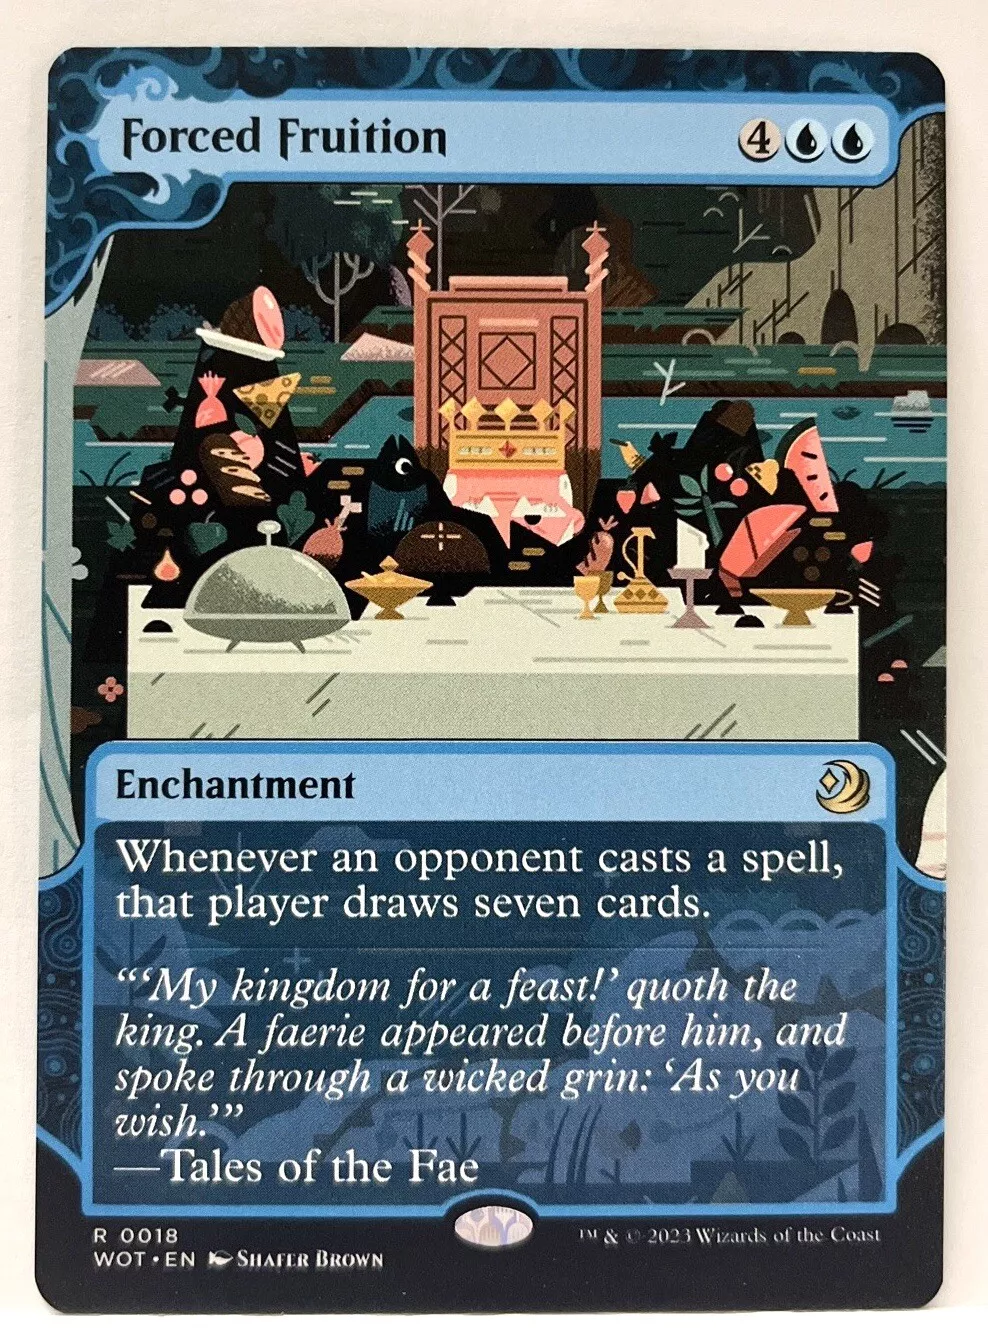 Forced Fruition 4
Enchantment
Whenever an opponent casts a spell,
that player draws seven cards.
“‘My kingdom for a feast!’ quoth the
king. A faerie appeared before him, and
spoke through a wicked grin: ‘As you
wish.’”
—Tales of the Fae
R 0018
WOT • EN SHAFER BROWN
™ & © 2023 Wizards of the Coast